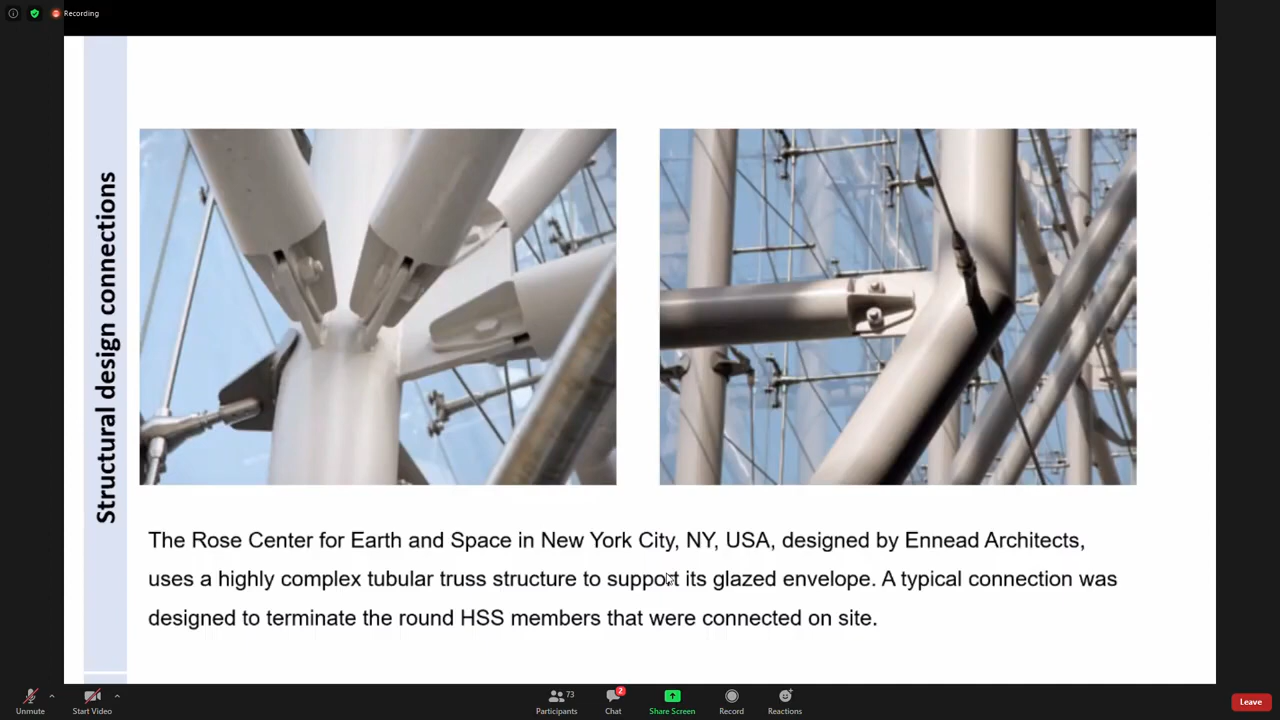 Recording
Structural design connections
The Rose Center for Earth and Space in New York City, NY, USA, designed by Ennead Architects,
uses a highly complex tubular truss structure to support its glazed envelope. A typical connection was
designed to terminate the round HSS members that were connected on site.
Unmute
Start Video
73
Participants
2
Chat
Share Screen
Record
Reactions
Leave